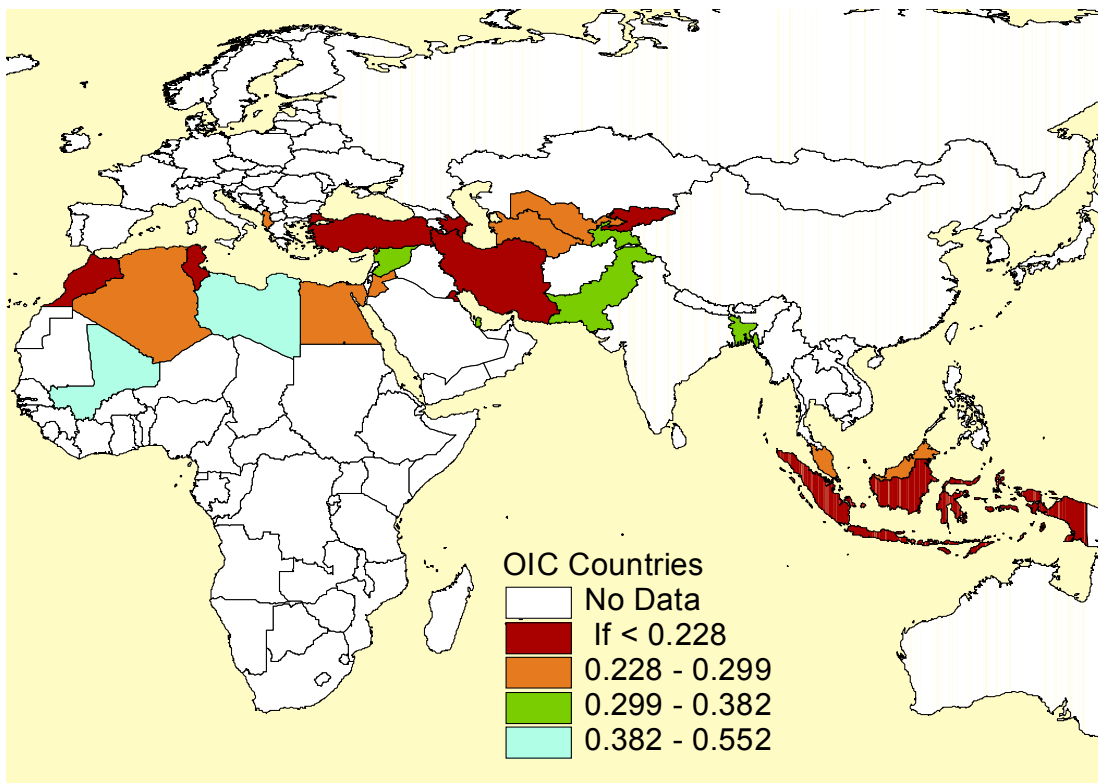 OIC Countries
No Data
If < 0.228
0.228 - 0.299
0.299 - 0.382
0.382 - 0.552